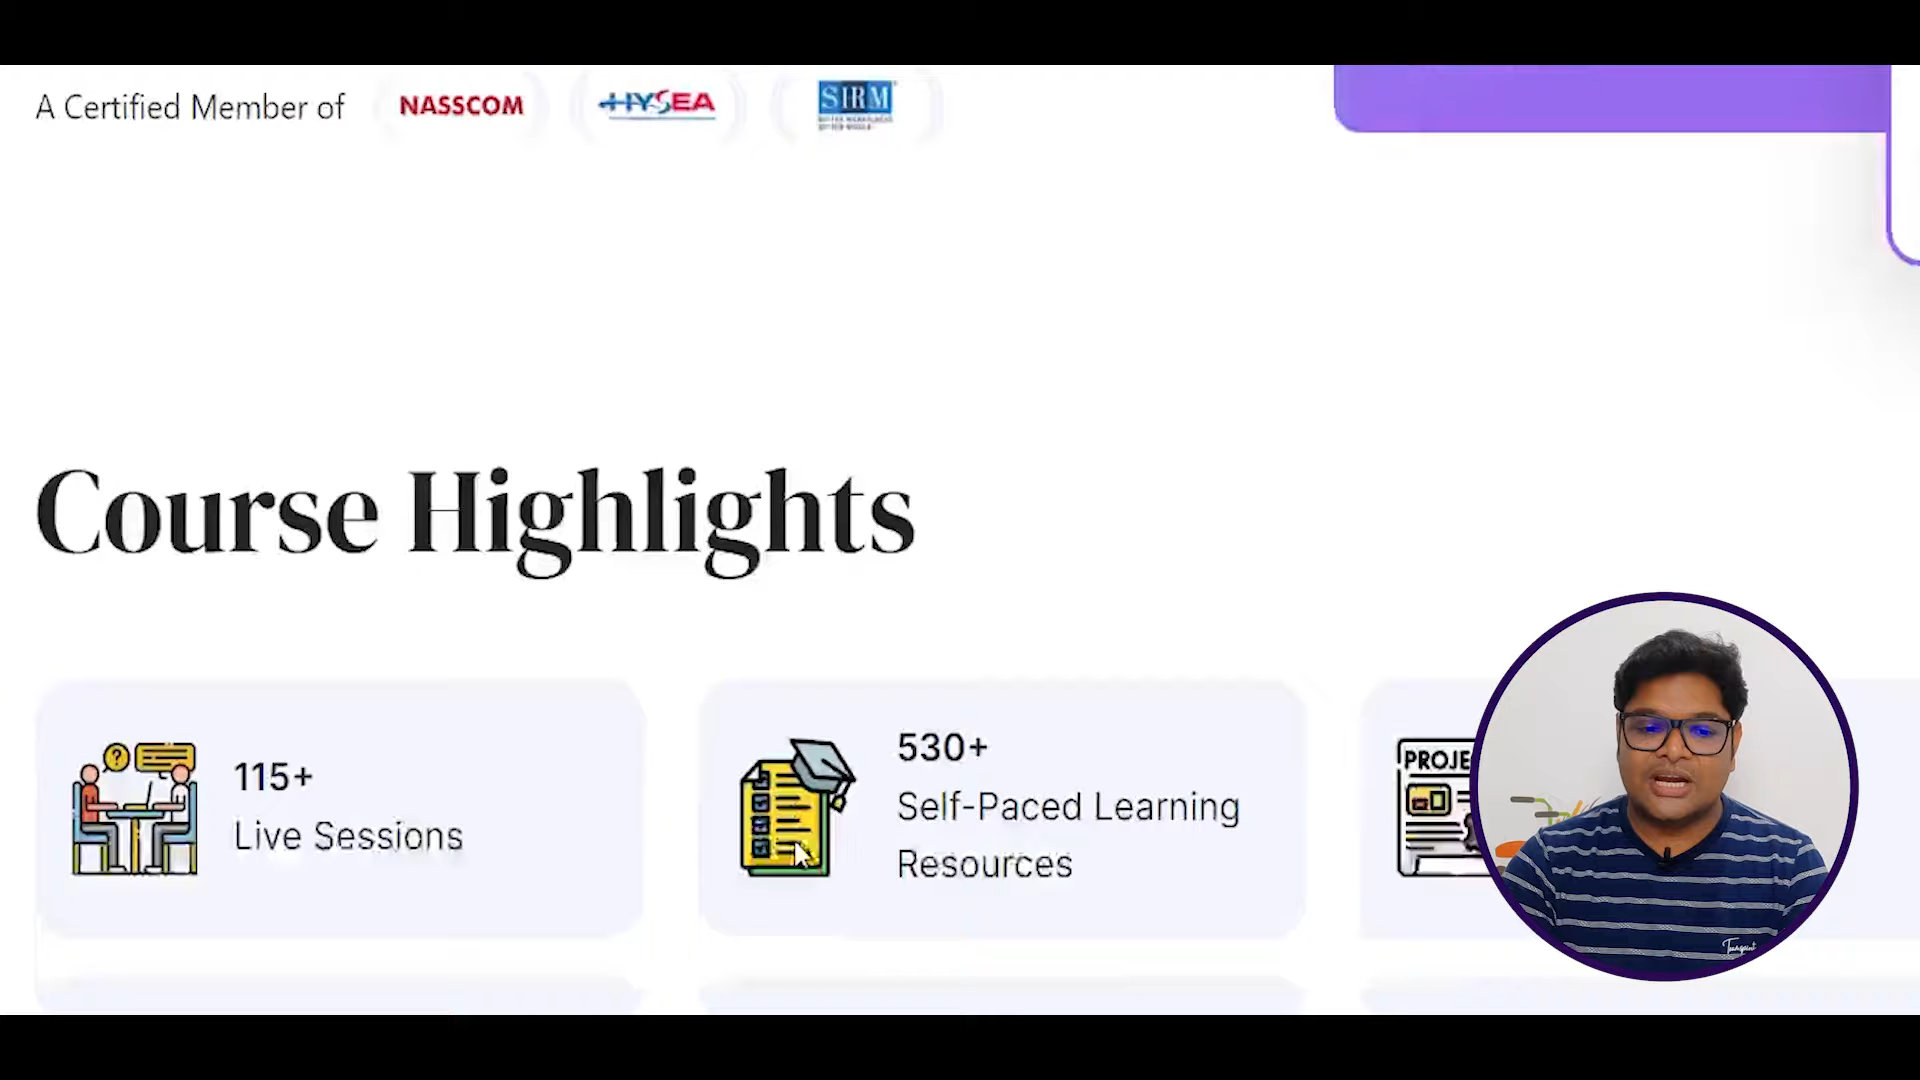 A Certified Member of NASSCOM HYSEA SIRM
Course Highlights
115+
Live Sessions
530+
Self-Paced Learning
Resources
PROJE